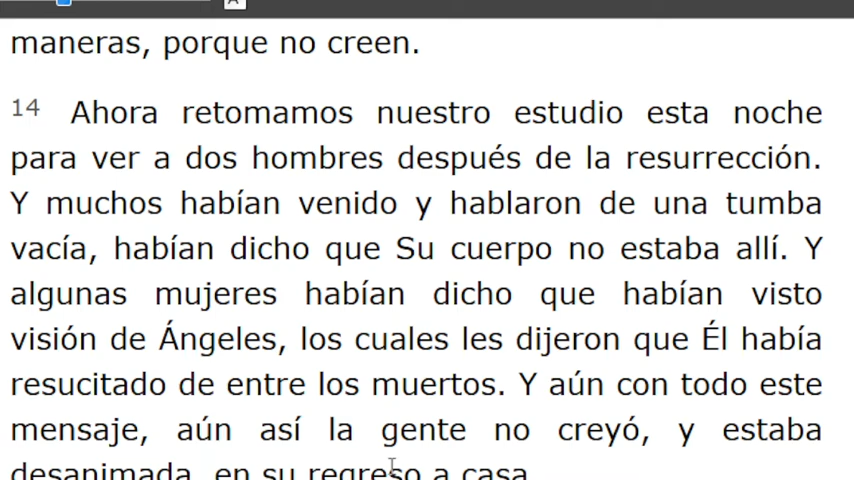 maneras, porque no creen.
14 Ahora retomamos nuestro estudio esta noche
para ver a dos hombres después de la resurrección.
Y muchos habían venido y hablaron de una tumba
vacía, habían dicho que Su cuerpo no estaba allí. Y
algunas mujeres habían dicho que habían visto
visión de Ángeles, los cuales les dijeron que Él había
resucitado de entre los muertos. Y aún con todo este
mensaje, aún así la gente no creyó, y estaba
desanimada, en su regreso a casa.